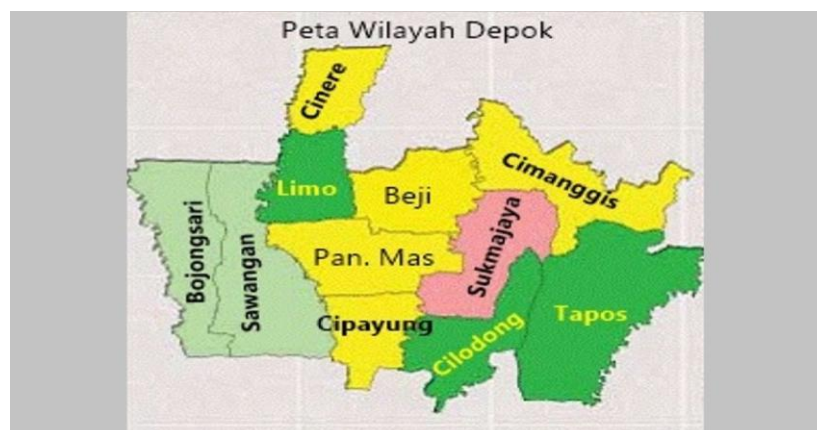 Peta Wilayah Depok
Cinere
Limo
Beji
Cimanggis
Bojongsari
Sawangan
Pan. Mas
Sukmajaya
Cipayung
Cilodong
Tapos